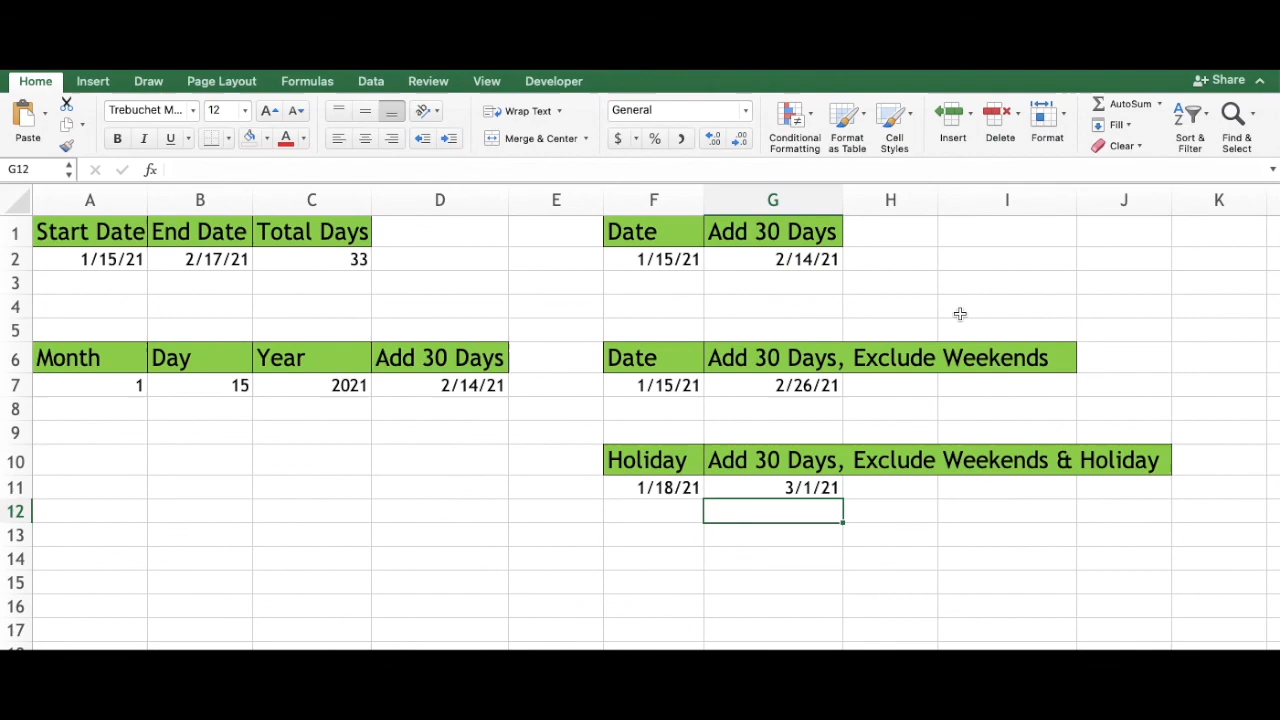 Home Insert Draw Page Layout Formulas Data Review View Developer Share
Paste Trebuchet M... 12 A A Wrap Text General Conditional Formatting Format as Table Cell Styles Insert Delete Format AutoSum Fill Clear Sort & Filter Find & Select
B I U A Merge & Center $ % )
G12 fx
A B C D E F G H I J K
1 Start Date End Date Total Days Date Add 30 Days
2 1/15/21 2/17/21 33 1/15/21 2/14/21
3
4
5
6 Month Day Year Add 30 Days Date Add 30 Days, Exclude Weekends
7 1 15 2021 2/14/21 1/15/21 2/26/21
8
9
10 Holiday Add 30 Days, Exclude Weekends & Holiday
11 1/18/21 3/1/21
12
13
14
15
16
17